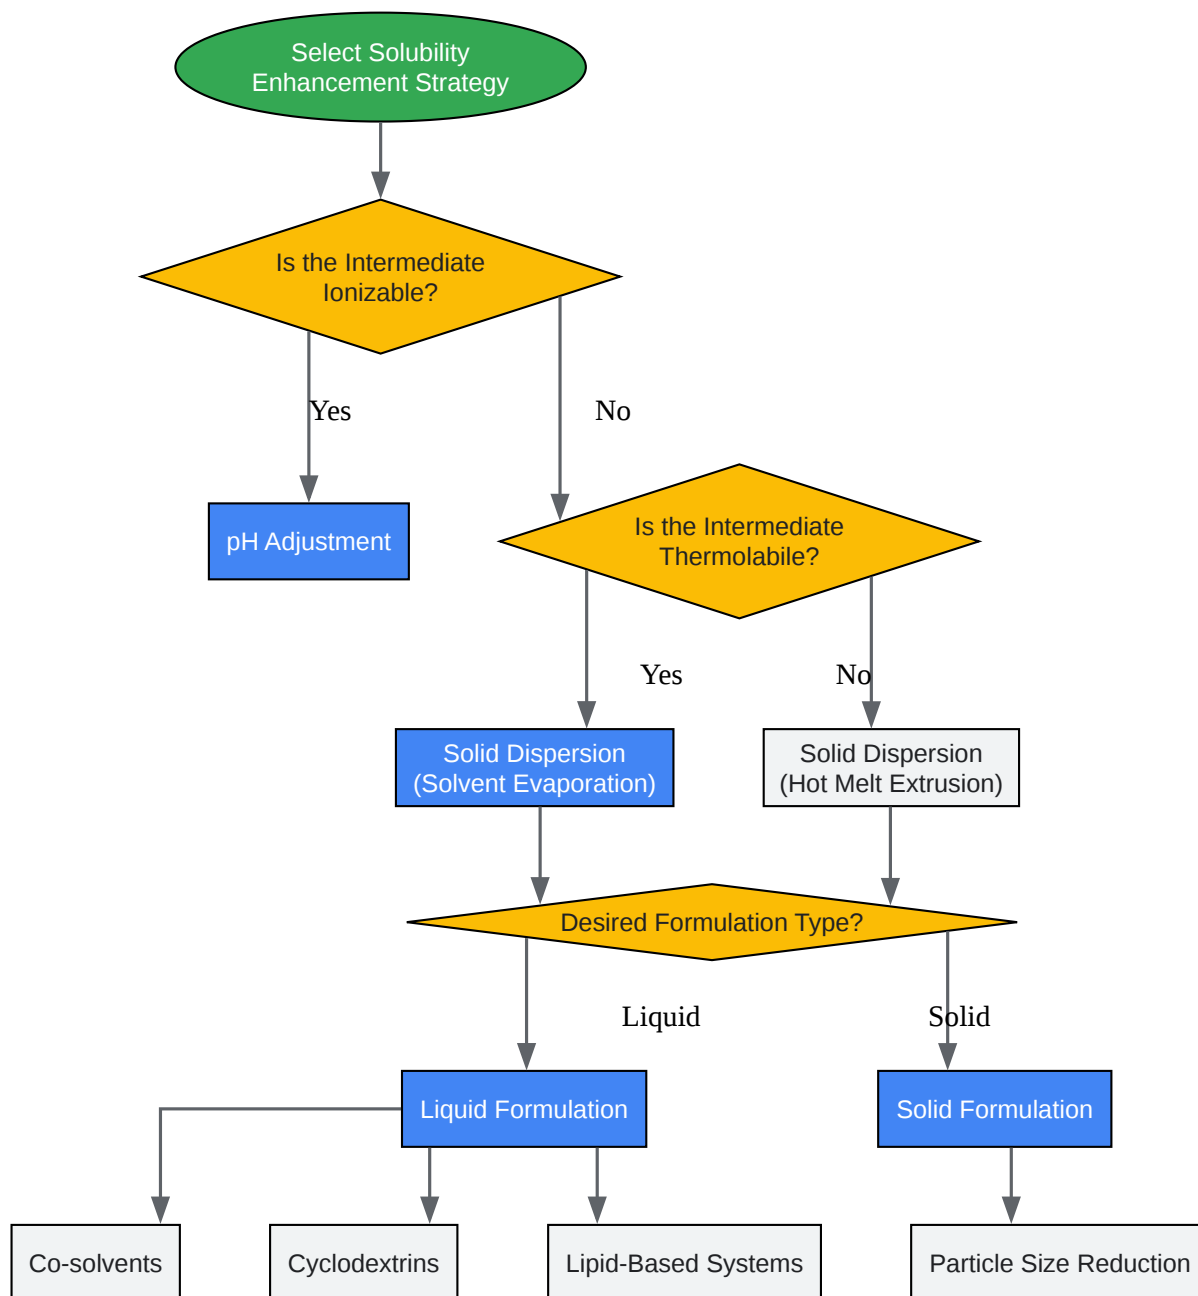 Select Solubility
Enhancement Strategy
Is the Intermediate
Ionizable?
Yes
No
pH Adjustment
Is the Intermediate
Thermolabile?
Yes
No
Solid Dispersion
(Solvent Evaporation)
Solid Dispersion
(Hot Melt Extrusion)
Desired Formulation Type?
Liquid
Solid
Liquid Formulation
Solid Formulation
Co-solvents
Cyclodextrins
Lipid-Based Systems
Particle Size Reduction